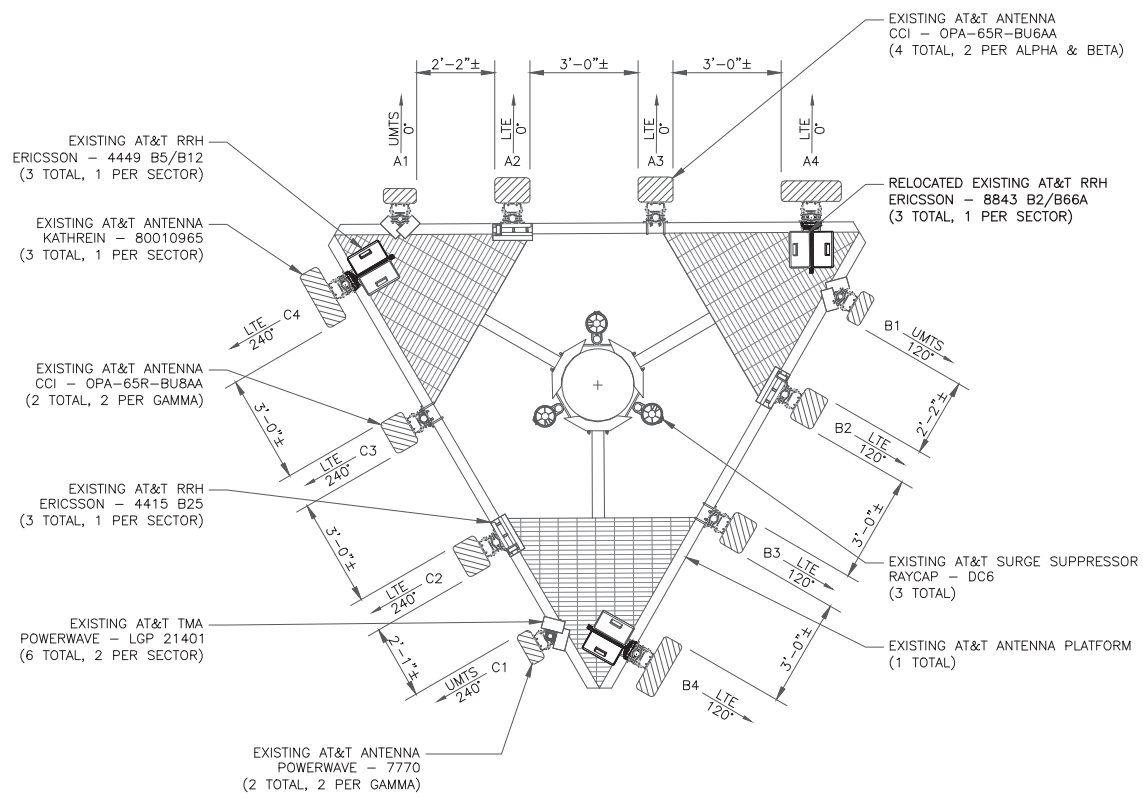 EXISTING AT&T ANTENNA
CCI – OPA-65R-BU6AA
(4 TOTAL, 2 PER ALPHA & BETA)
2'-2"±
3'-0"±
3'-0"±
UMTS
0°
LTE
0°
LTE
0°
LTE
0°
A1
A2
A3
A4
EXISTING AT&T RRH
ERICSSON – 4449 B5/B12
(3 TOTAL, 1 PER SECTOR)
RELOCATED EXISTING AT&T RRH
ERICSSON – 8843 B2/B66A
(3 TOTAL, 1 PER SECTOR)
EXISTING AT&T ANTENNA
KATHREIN – 80010965
(3 TOTAL, 1 PER SECTOR)
LTE
240°
C4
B1
UMTS
120°
EXISTING AT&T ANTENNA
CCI – OPA-65R-BU8AA
(2 TOTAL, 2 PER GAMMA)
3'-0"±
2'-2"±
B2
LTE
120°
LTE
240°
C3
EXISTING AT&T RRH
ERICSSON – 4415 B25
(3 TOTAL, 1 PER SECTOR)
3'-0"±
3'-0"±
B3
LTE
120°
EXISTING AT&T SURGE SUPPRESSOR
RAYCAP – DC6
(3 TOTAL)
LTE
240°
C2
EXISTING AT&T TMA
POWERWAVE – LGP 21401
(6 TOTAL, 2 PER SECTOR)
2'-1"±
3'-0"±
EXISTING AT&T ANTENNA PLATFORM
(1 TOTAL)
UMTS
240°
C1
B4
LTE
120°
EXISTING AT&T ANTENNA
POWERWAVE – 7770
(2 TOTAL, 2 PER GAMMA)